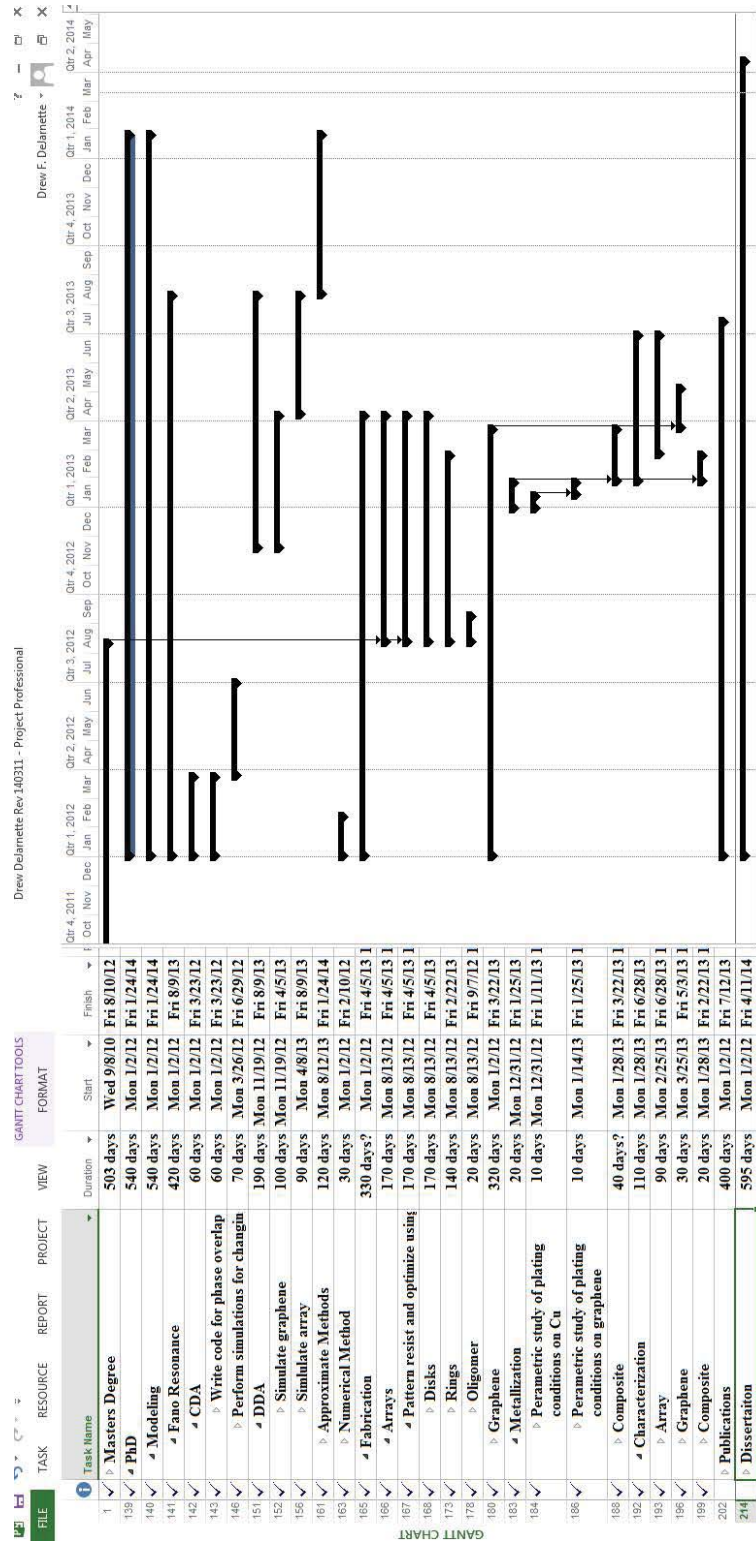 Drew DeJarnette Rev 140311 - Project Professional
GANTT CHART TOOLS
? – X
FILE TASK RESOURCE REPORT PROJECT VIEW FORMAT
Drew F. DeJarnette
X
GANTT CHART
Task Name Duration Start Finish
1 Masters Degree 503 days Wed 9/8/10 Fri 8/10/12
139 PhD 540 days Mon 1/2/12 Fri 1/24/14
140 Modeling 540 days Mon 1/2/12 Fri 1/24/14
141 Fano Resonance 420 days Mon 1/2/12 Fri 8/9/13
142 CDA 60 days Mon 1/2/12 Fri 3/23/12
143 Write code for phase overlap 60 days Mon 1/2/12 Fri 3/23/12
146 Perform simulations for changin 70 days Mon 3/26/12 Fri 6/29/12
151 DDA 190 days Mon 11/19/12 Fri 8/9/13
152 Simulate graphene 100 days Mon 11/19/12 Fri 4/5/13
156 Simlulate array 90 days Mon 4/8/13 Fri 8/9/13
161 Approximate Methods 120 days Mon 8/12/13 Fri 1/24/14
163 Numerical Method 30 days Mon 1/2/12 Fri 2/10/12
165 Fabrication 330 days? Mon 1/2/12 Fri 4/5/13 1
166 Arrays 170 days Mon 8/13/12 Fri 4/5/13 1
167 Pattern resist and optimize using 170 days Mon 8/13/12 Fri 4/5/13 1
168 Disks 170 days Mon 8/13/12 Fri 4/5/13
173 Rings 140 days Mon 8/13/12 Fri 2/22/13
178 Oligomer 20 days Mon 8/13/12 Fri 9/7/12 1
180 Graphene 320 days Mon 1/2/12 Fri 3/22/13
183 Metallization 20 days Mon 12/31/12 Fri 1/25/13
184 Perametric study of plating 10 days Mon 12/31/12 Fri 1/11/13 1
conditions on Cu
186 Perametric study of plating 10 days Mon 1/14/13 Fri 1/25/13 1
conditions on graphene
188 Composite 40 days? Mon 1/28/13 Fri 3/22/13 1
192 Characterization 110 days Mon 1/28/13 Fri 6/28/13
193 Array 90 days Mon 2/25/13 Fri 6/28/13
196 Graphene 30 days Mon 3/25/13 Fri 5/3/13 1
199 Composite 20 days Mon 1/28/13 Fri 2/22/13 1
202 Publications 400 days Mon 1/2/12 Fri 7/12/13
214 Dissertaiton 595 days Mon 1/2/12 Fri 4/11/14
Qtr 4, 2011 Qtr 1, 2012 Qtr 2, 2012 Qtr 3, 2012 Qtr 4, 2012 Qtr 1, 2013 Qtr 2, 2013 Qtr 3, 2013 Qtr 4, 2013 Qtr 1, 2014 Qtr 2, 2014
Oct Nov Dec Jan Feb Mar Apr May Jun Jul Aug Sep Oct Nov Dec Jan Feb Mar Apr May Jun Jul Aug Sep Oct Nov Dec Jan Feb Mar Apr May